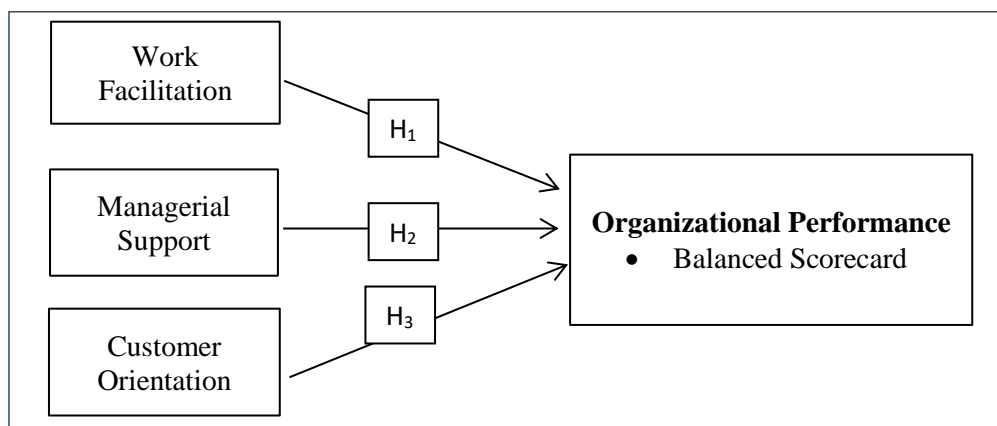 Work
Facilitation
H₁
Managerial
Support
H₂
Organizational Performance
• Balanced Scorecard
H₃
Customer
Orientation